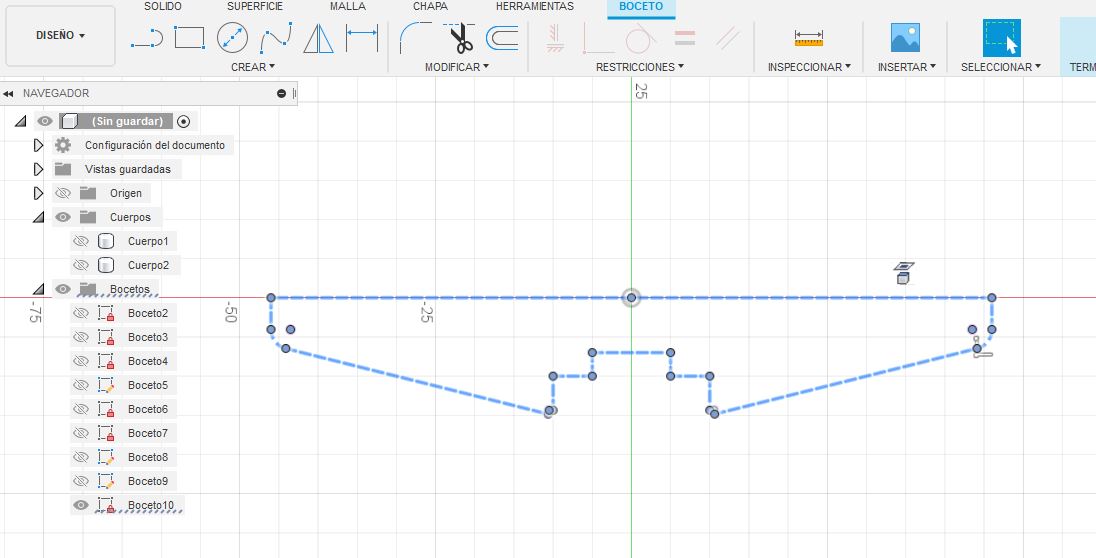 SOLIDO SUPERFICIE MALLA CHAPA HERRAMIENTAS BOCETO
DISEÑO
CREAR MODIFICAR RESTRICCIONES INSPECCIONAR INSERTAR SELECCIONAR TERM
NAVEGADOR
(Sin guardar)
Configuración del documento
Vistas guardadas
Origen
Cuerpos
Cuerpo1
Cuerpo2
Bocetos
Boceto2
Boceto3
Boceto4
Boceto5
Boceto6
Boceto7
Boceto8
Boceto9
Boceto10
25
-75
-50
-25